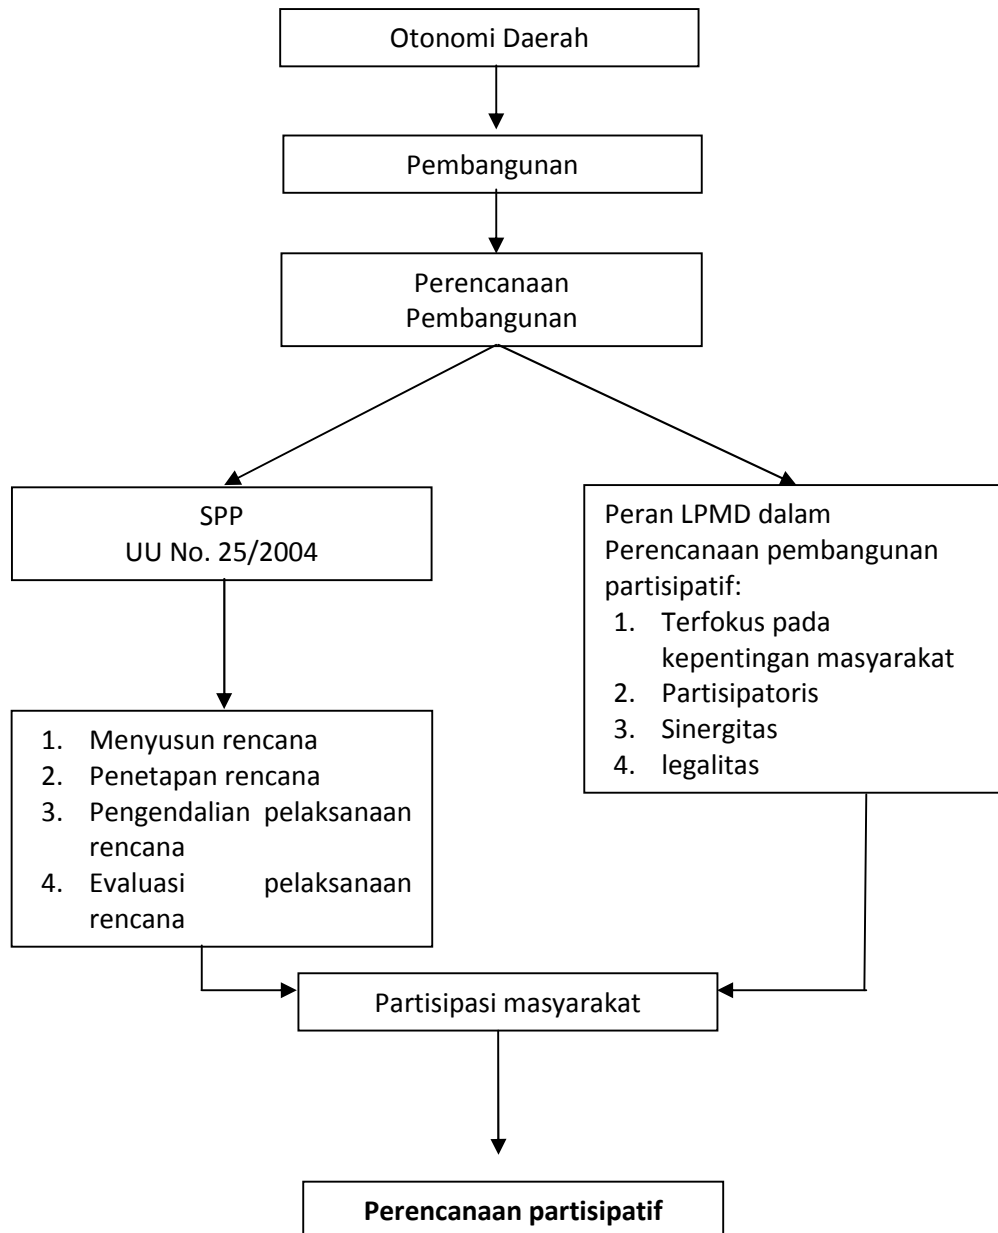 Otonomi Daerah
Pembangunan
Perencanaan
Pembangunan
SPP
UU No. 25/2004
Peran LPMD dalam
Perencanaan pembangunan
partisipatif:
1. Terfokus pada
kepentingan masyarakat
2. Partisipatoris
3. Sinergitas
4. legalitas
1. Menyusun rencana
2. Penetapan rencana
3. Pengendalian pelaksanaan
rencana
4. Evaluasi pelaksanaan
rencana
Partisipasi masyarakat
Perencanaan partisipatif